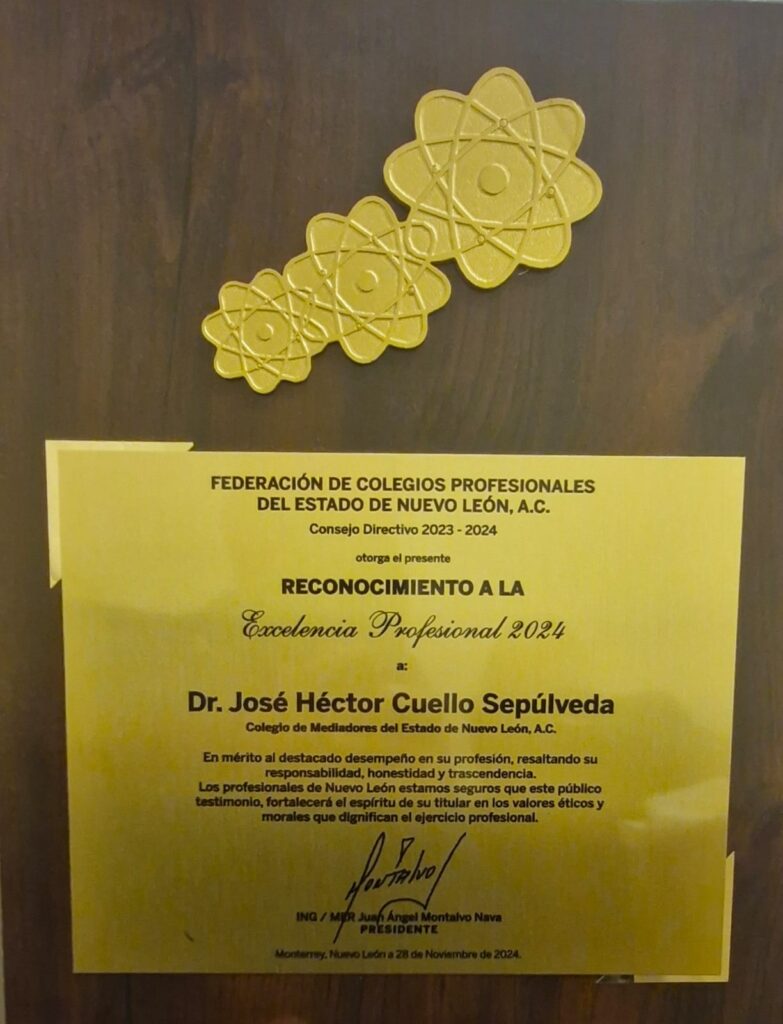 FEDERACIÓN DE COLEGIOS PROFESIONALES
DEL ESTADO DE NUEVO LEÓN, A.C.
Consejo Directivo 2023 - 2024
otorga el presente
RECONOCIMIENTO A LA
Excelencia Profesional 2024
a:
Dr. José Héctor Cuello Sepúlveda
Colegio de Mediadores del Estado de Nuevo León, A.C.
En mérito al destacado desempeño en su profesión, resaltando su
responsabilidad, honestidad y trascendencia.
Los profesionales de Nuevo León estamos seguros que este público
testimonio, fortalecerá el espíritu de su titular en los valores éticos y
morales que dignifican el ejercicio profesional.
Montalvo
ING / MER Juan Ángel Montalvo Nava
PRESIDENTE
Monterrey, Nuevo León a 28 de Noviembre de 2024.